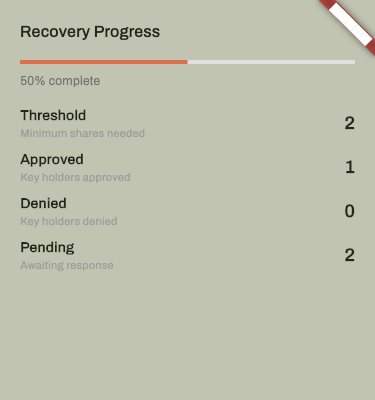 Recovery Progress
50% complete
Threshold
Minimum shares needed
2
Approved
Key holders approved
1
Denied
Key holders denied
0
Pending
Awaiting response
2